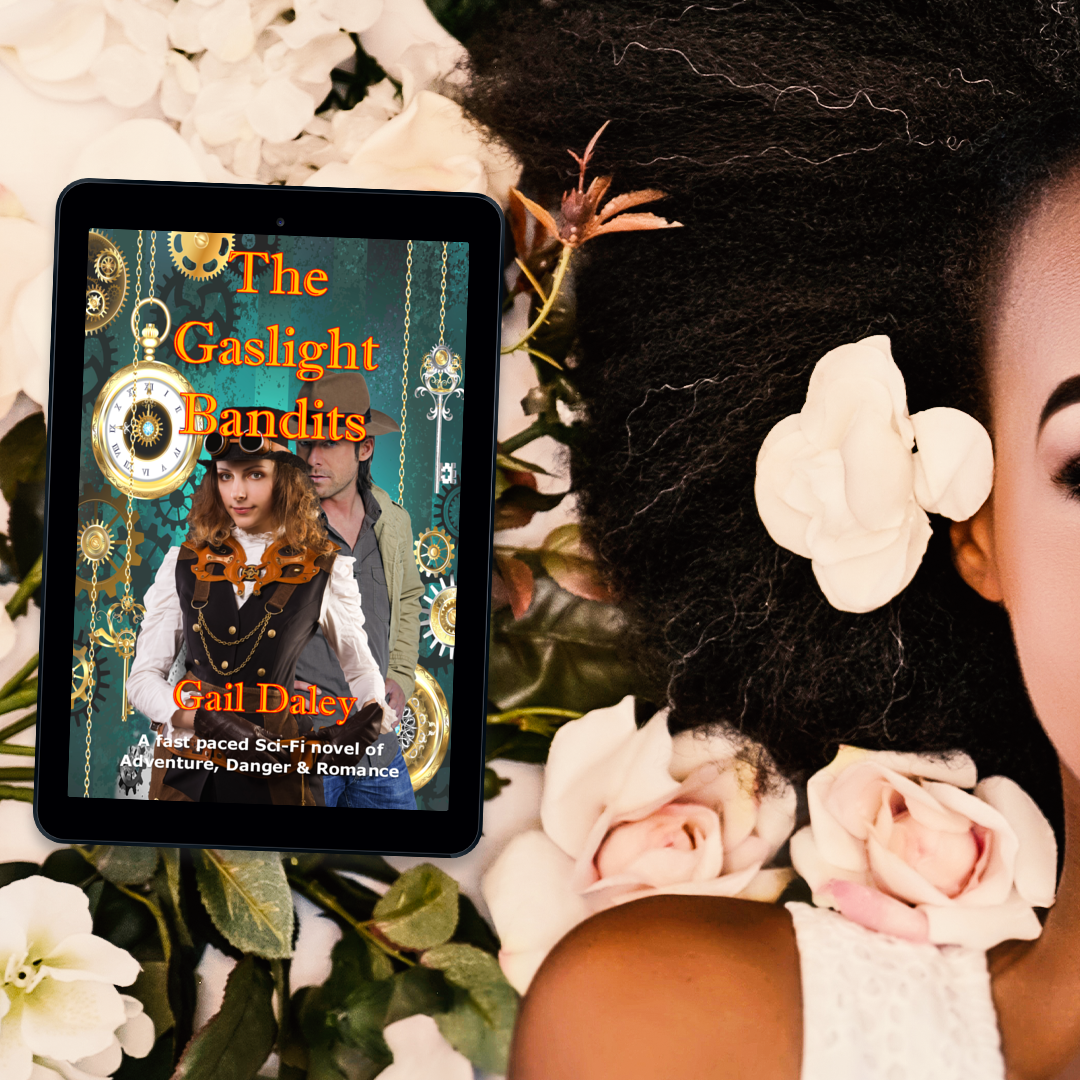 The
Gaslight
Bandits
Gail Daley
A fast paced Sci-Fi novel of
Adventure, Danger & Romance